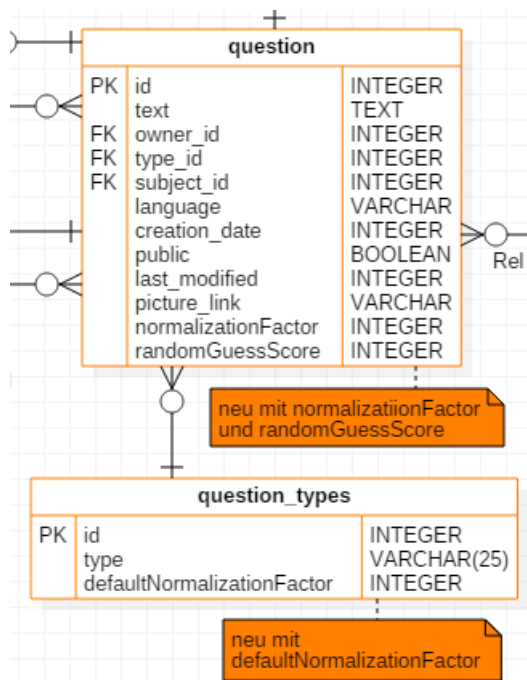 question
PK id INTEGER
text TEXT
FK owner_id INTEGER
FK type_id INTEGER
FK subject_id INTEGER
language VARCHAR
creation_date INTEGER
public BOOLEAN
last_modified INTEGER
picture_link VARCHAR
normalizationFactor INTEGER
randomGuessScore INTEGER
Rel
neu mit normalizatiionFactor
und randomGuessScore
question_types
PK id INTEGER
type VARCHAR(25)
defaultNormalizationFactor INTEGER
neu mit
defaultNormalizationFactor